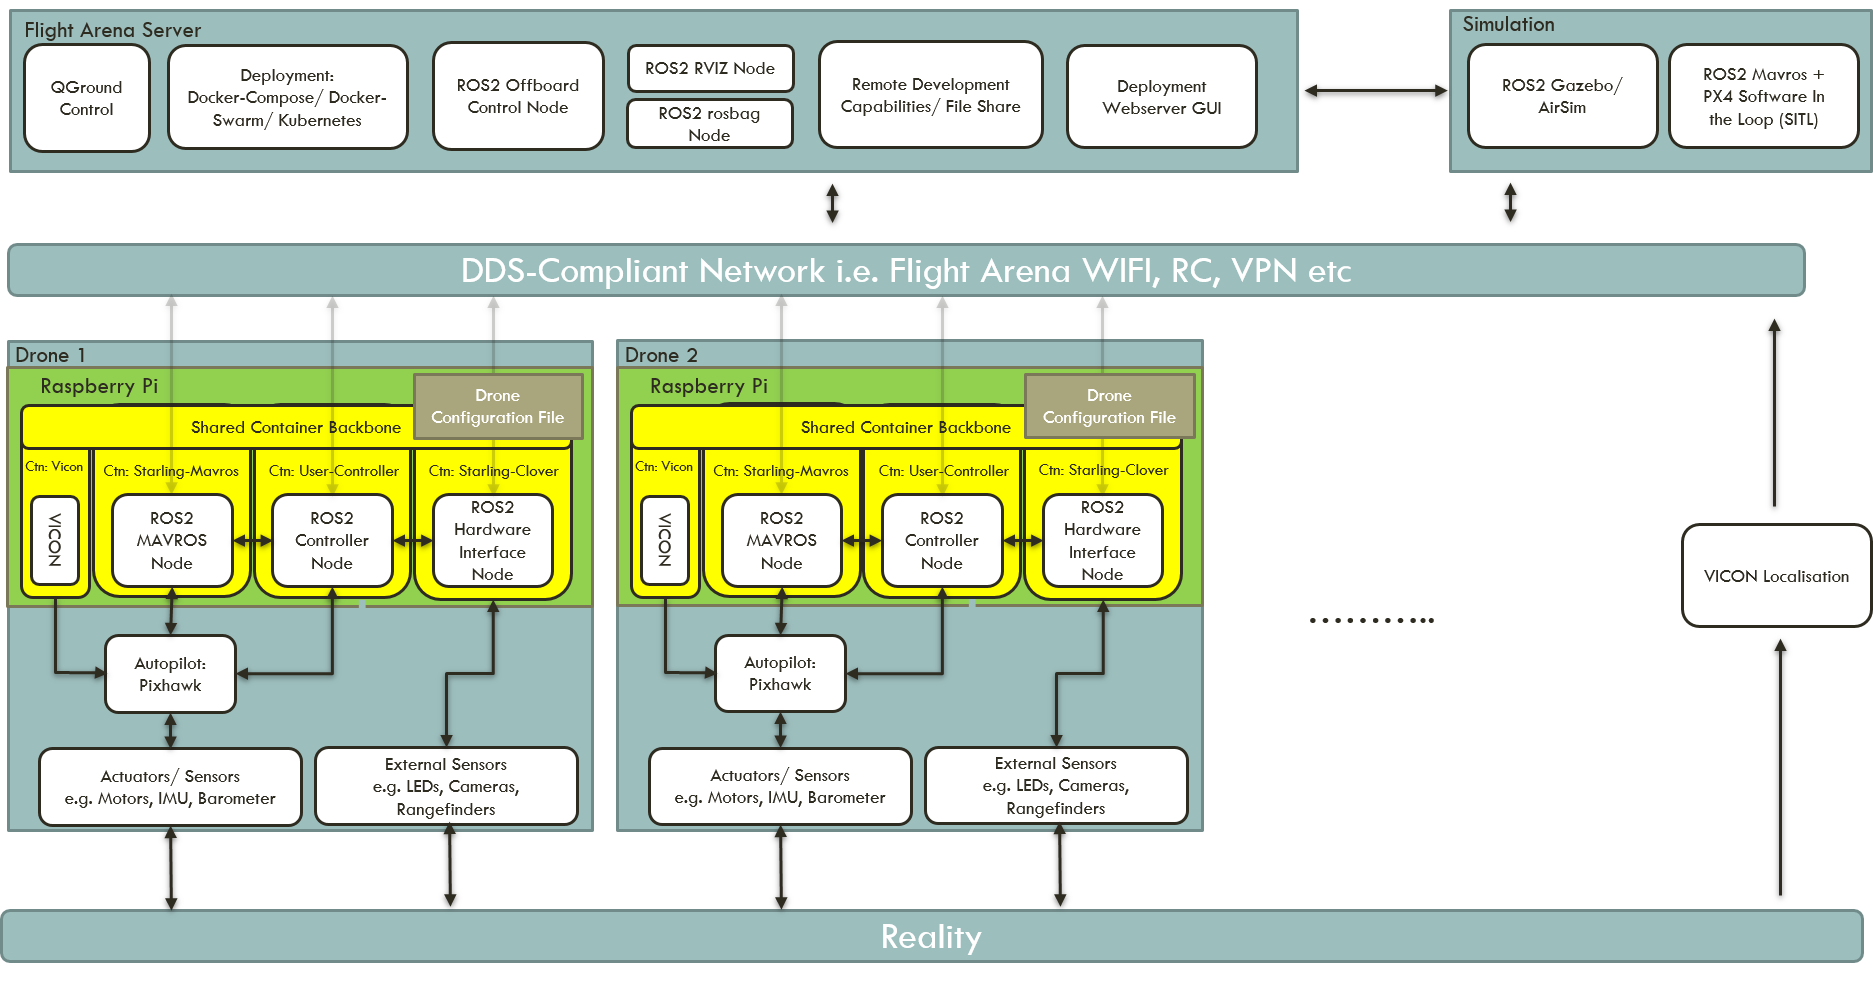 Flight Arena Server
QGround
Control
Deployment:
Docker-Compose/ Docker-
Swarm/ Kubernetes
ROS2 Offboard
Control Node
ROS2 RVIZ Node
ROS2 rosbag
Node
Remote Development
Capabilities/ File Share
Deployment
Webserver GUI
Simulation
ROS2 Gazebo/
AirSim
ROS2 Mavros +
PX4 Software In
the Loop (SITL)
DDS-Compliant Network i.e. Flight Arena WIFI, RC, VPN etc
Drone 1
Raspberry Pi
Drone
Configuration File
Shared Container Backbone
Ctn: Vicon
Ctn: Starling-Mavros
Ctn: User-Controller
Ctn: Starling-Clover
VICON
ROS2
MAVROS
Node
ROS2
Controller
Node
ROS2
Hardware
Interface
Node
Autopilot:
Pixhawk
Actuators/ Sensors
e.g. Motors, IMU, Barometer
External Sensors
e.g. LEDs, Cameras,
Rangefinders
Drone 2
Raspberry Pi
Drone
Configuration File
Shared Container Backbone
Ctn: Vicon
Ctn: Starling-Mavros
Ctn: User-Controller
Ctn: Starling-Clover
VICON
ROS2
MAVROS
Node
ROS2
Controller
Node
ROS2
Hardware
Interface
Node
Autopilot:
Pixhawk
Actuators/ Sensors
e.g. Motors, IMU, Barometer
External Sensors
e.g. LEDs, Cameras,
Rangefinders
...........
VICON Localisation
Reality